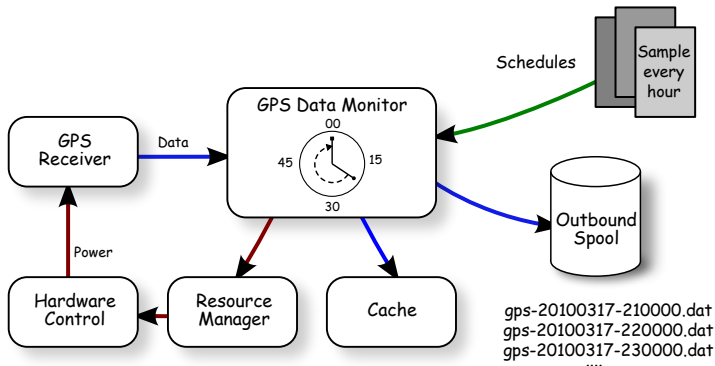 Schedules
Sample
every
hour
GPS Data Monitor
00
45
15
30
GPS
Receiver
Data
Outbound
Spool
Power
Hardware
Control
Resource
Manager
Cache
gps-20100317-210000.dat
gps-20100317-220000.dat
gps-20100317-230000.dat